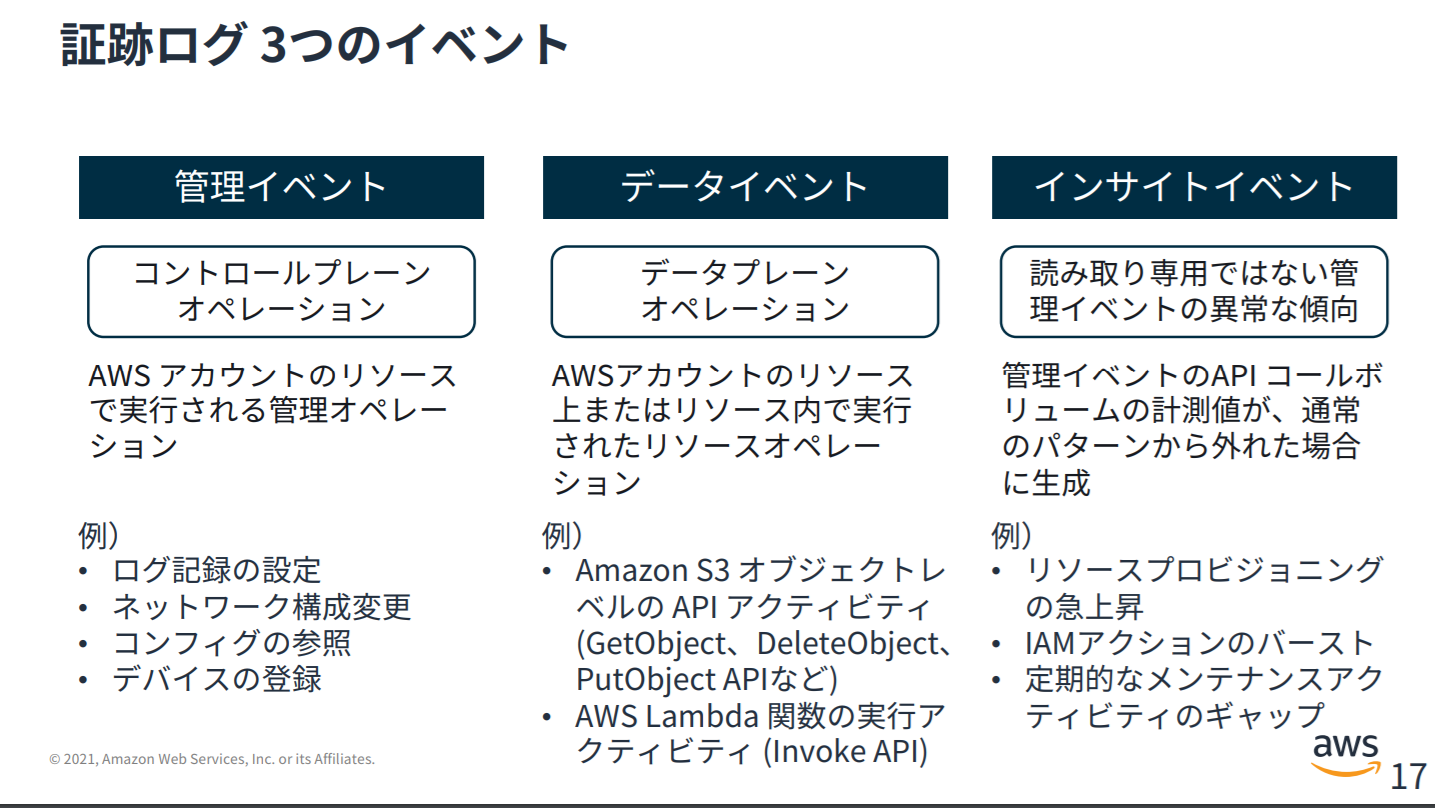 証跡ログ 3つのイベント
管理イベント
コントロールプレーン
オペレーション
AWS アカウントのリソース
で実行される管理オペレー
ション
例）
• ログ記録の設定
• ネットワーク構成変更
• コンフィグの参照
• デバイスの登録
データイベント
データプレーン
オペレーション
AWSアカウントのリソース
上またはリソース内で実行
されたリソースオペレー
ション
例）
• Amazon S3 オブジェクトレ
ベルの API アクティビティ
(GetObject、DeleteObject、
PutObject APIなど)
• AWS Lambda 関数の実行ア
クティビティ (Invoke API)
インサイトイベント
読み取り専用ではない管
理イベントの異常な傾向
管理イベントのAPI コールボ
リュームの計測値が、通常
のパターンから外れた場合
に生成
例）
• リソースプロビジョニング
の急上昇
• IAMアクションのバースト
• 定期的なメンテナンスアク
ティビティのギャップ
© 2021, Amazon Web Services, Inc. or its Affiliates.
aws
17